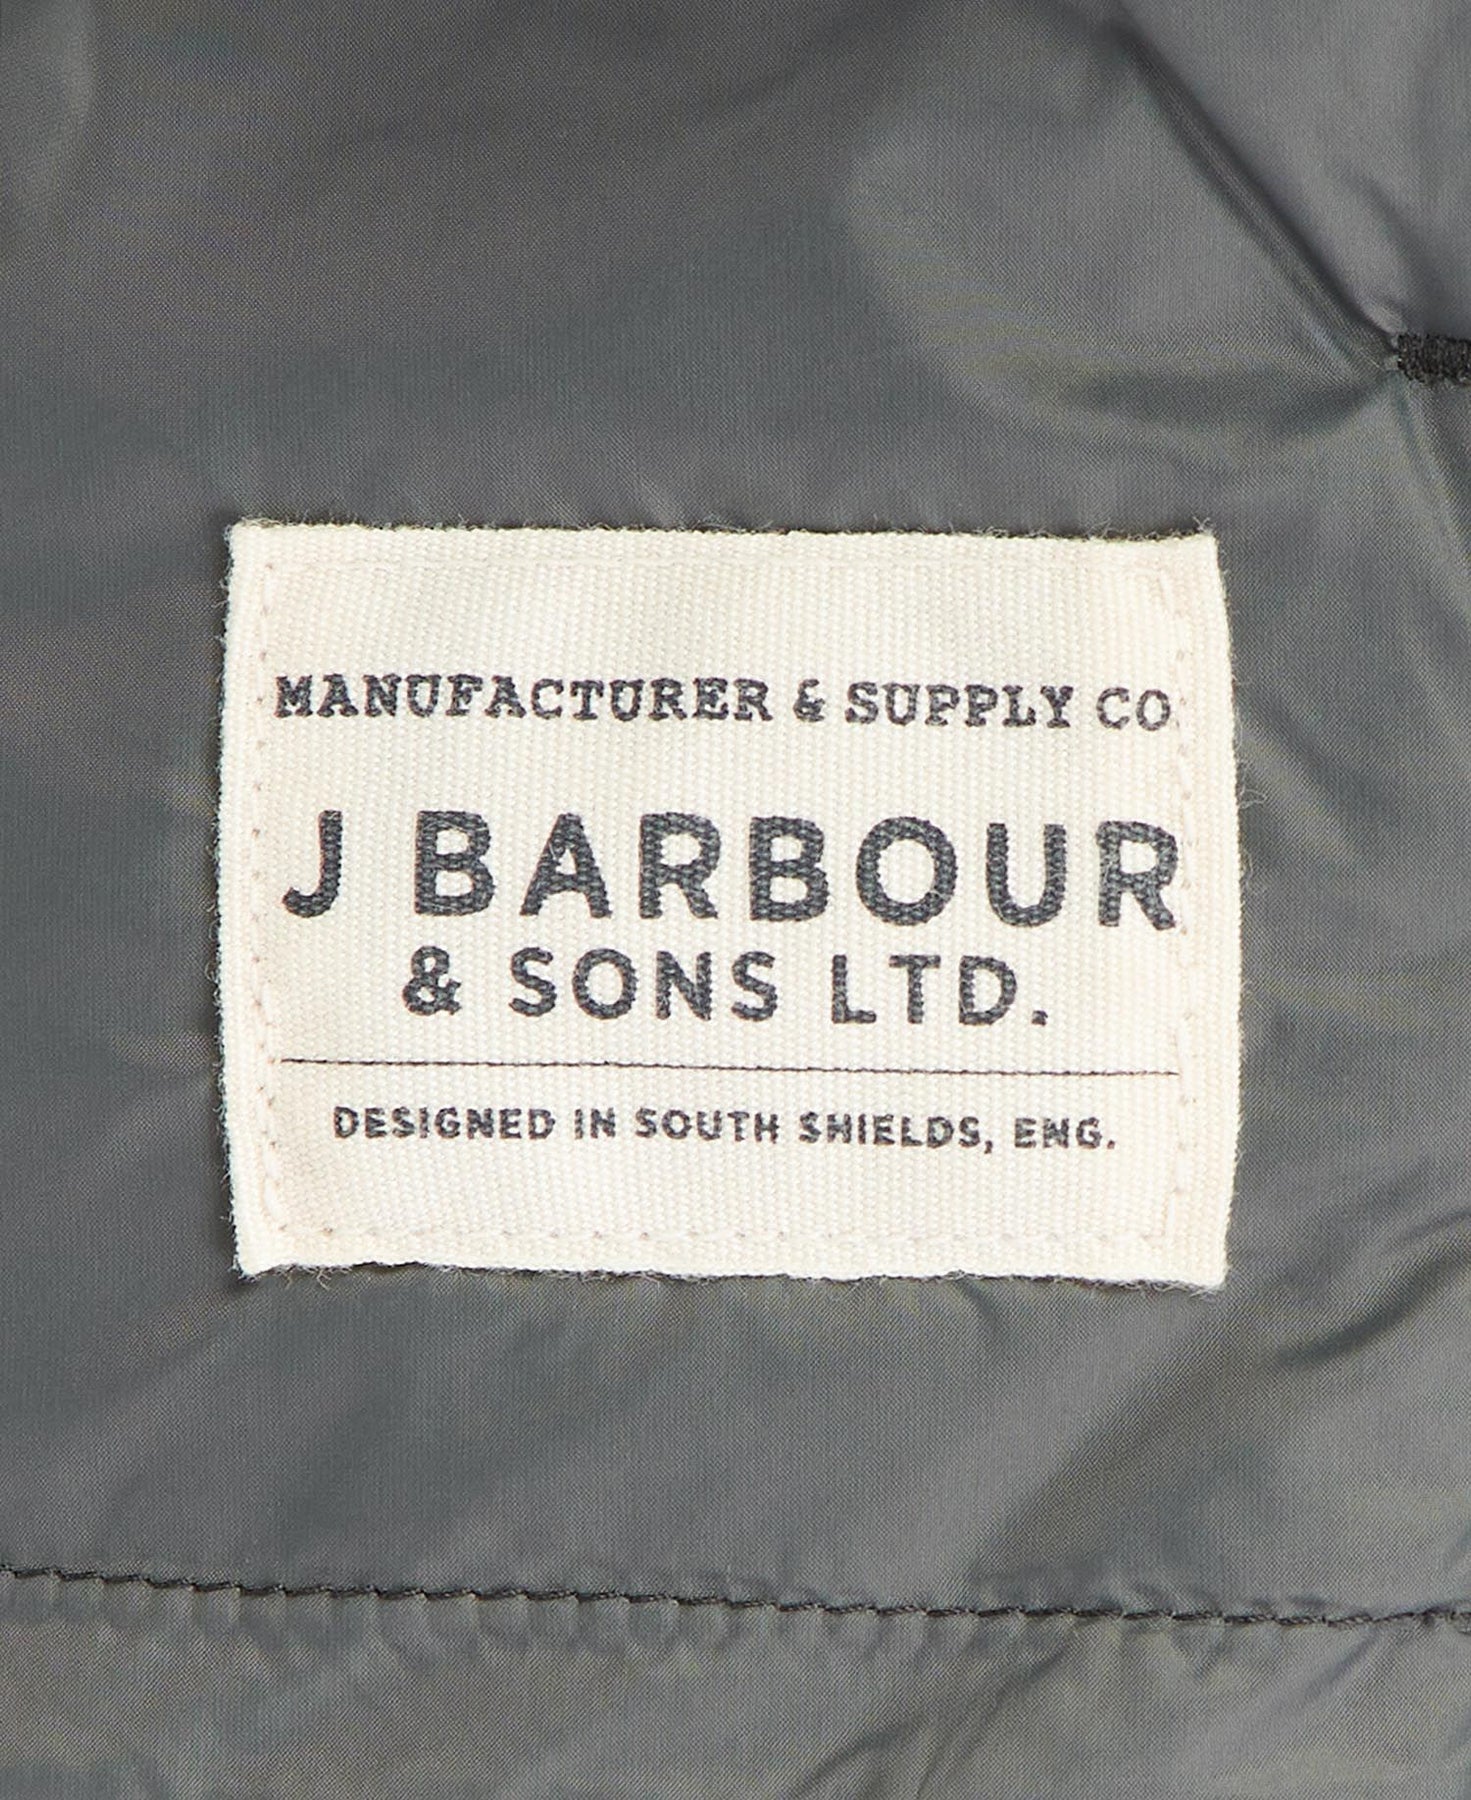 MANUFACTURER & SUPPLY CO
J BARBOUR
& SONS LTD.
DESIGNED IN SOUTH SHIELDS, ENG.